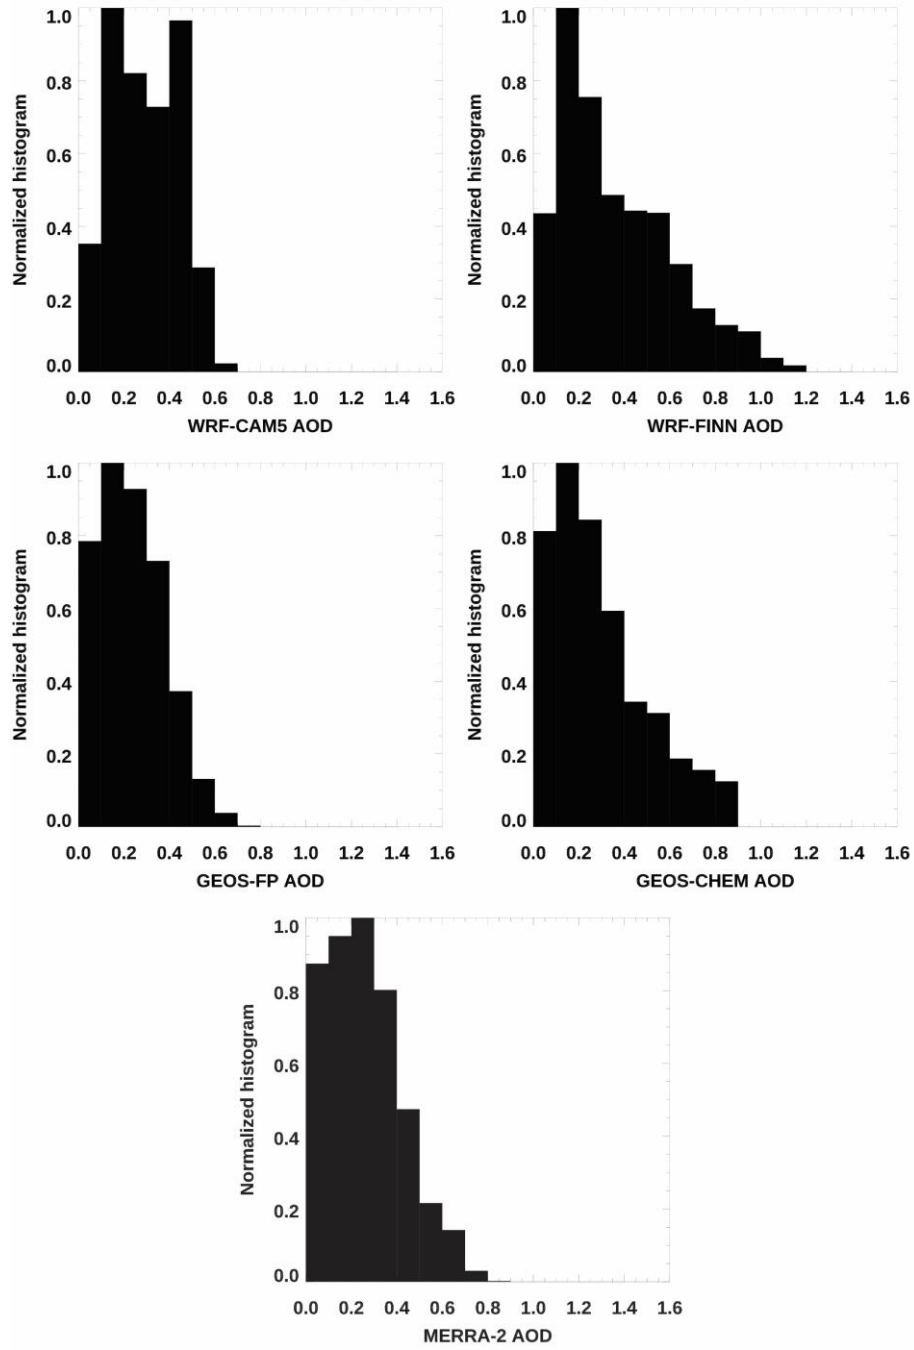 Normalized histogram
1.0
0.8
0.6
0.4
0.2
0.0
0.0 0.2 0.4 0.6 0.8 1.0 1.2 1.4 1.6
WRF-CAM5 AOD
Normalized histogram
1.0
0.8
0.6
0.4
0.2
0.0
0.0 0.2 0.4 0.6 0.8 1.0 1.2 1.4 1.6
WRF-FINN AOD
Normalized histogram
1.0
0.8
0.6
0.4
0.2
0.0
0.0 0.2 0.4 0.6 0.8 1.0 1.2 1.4 1.6
GEOS-FP AOD
Normalized histogram
1.0
0.8
0.6
0.4
0.2
0.0
0.0 0.2 0.4 0.6 0.8 1.0 1.2 1.4 1.6
GEOS-CHEM AOD
Normalized histogram
1.0
0.8
0.6
0.4
0.2
0.0
0.0 0.2 0.4 0.6 0.8 1.0 1.2 1.4 1.6
MERRA-2 AOD